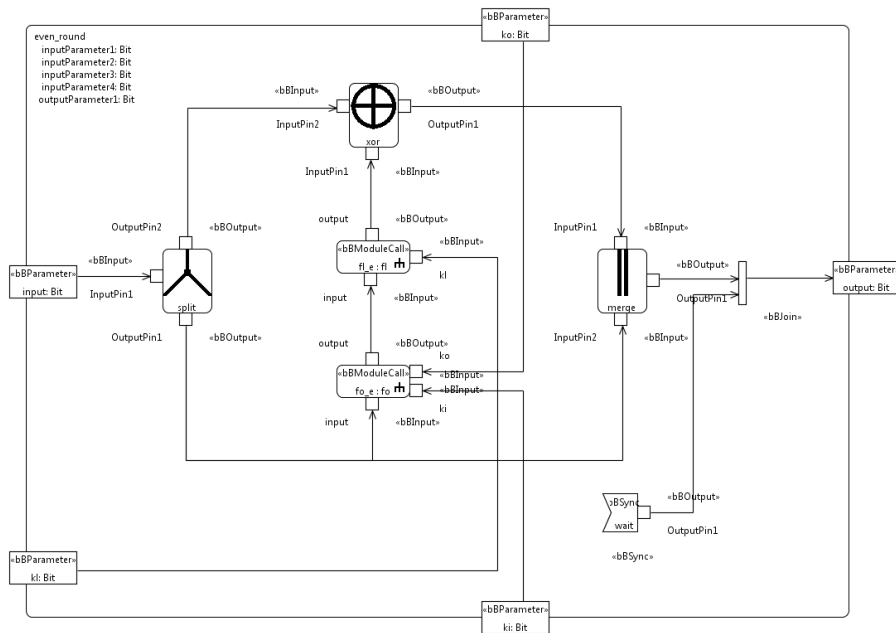 «bBParameter»
ko: Bit
even_round
inputParameter1: Bit
inputParameter2: Bit
inputParameter3: Bit
inputParameter4: Bit
outputParameter1: Bit
«bBInput»
«bBOutput»
InputPin2
OutputPin1
xor
InputPin1
«bBInput»
output
«bBOutput»
OutputPin2
«bBOutput»
InputPin1
«bBInput»
«bBModuleCall»
fl_e : fl
«bBInput»
kl
«bBParameter»
input: Bit
«bBInput»
InputPin1
split
input
«bBInput»
«bBOutput»
OutputPin1
merge
«bBParameter»
output: Bit
«bBJoin»
OutputPin1
«bBOutput»
output
«bBOutput»
InputPin2
«bBInput»
ko
«bBInput»
«bBModuleCall»
fo_e : fo
«bBInput»
ki
input
«bBInput»
bBSync
wait
«bBOutput»
OutputPin1
«bBSync»
«bBParameter»
kl: Bit
«bBParameter»
ki: Bit